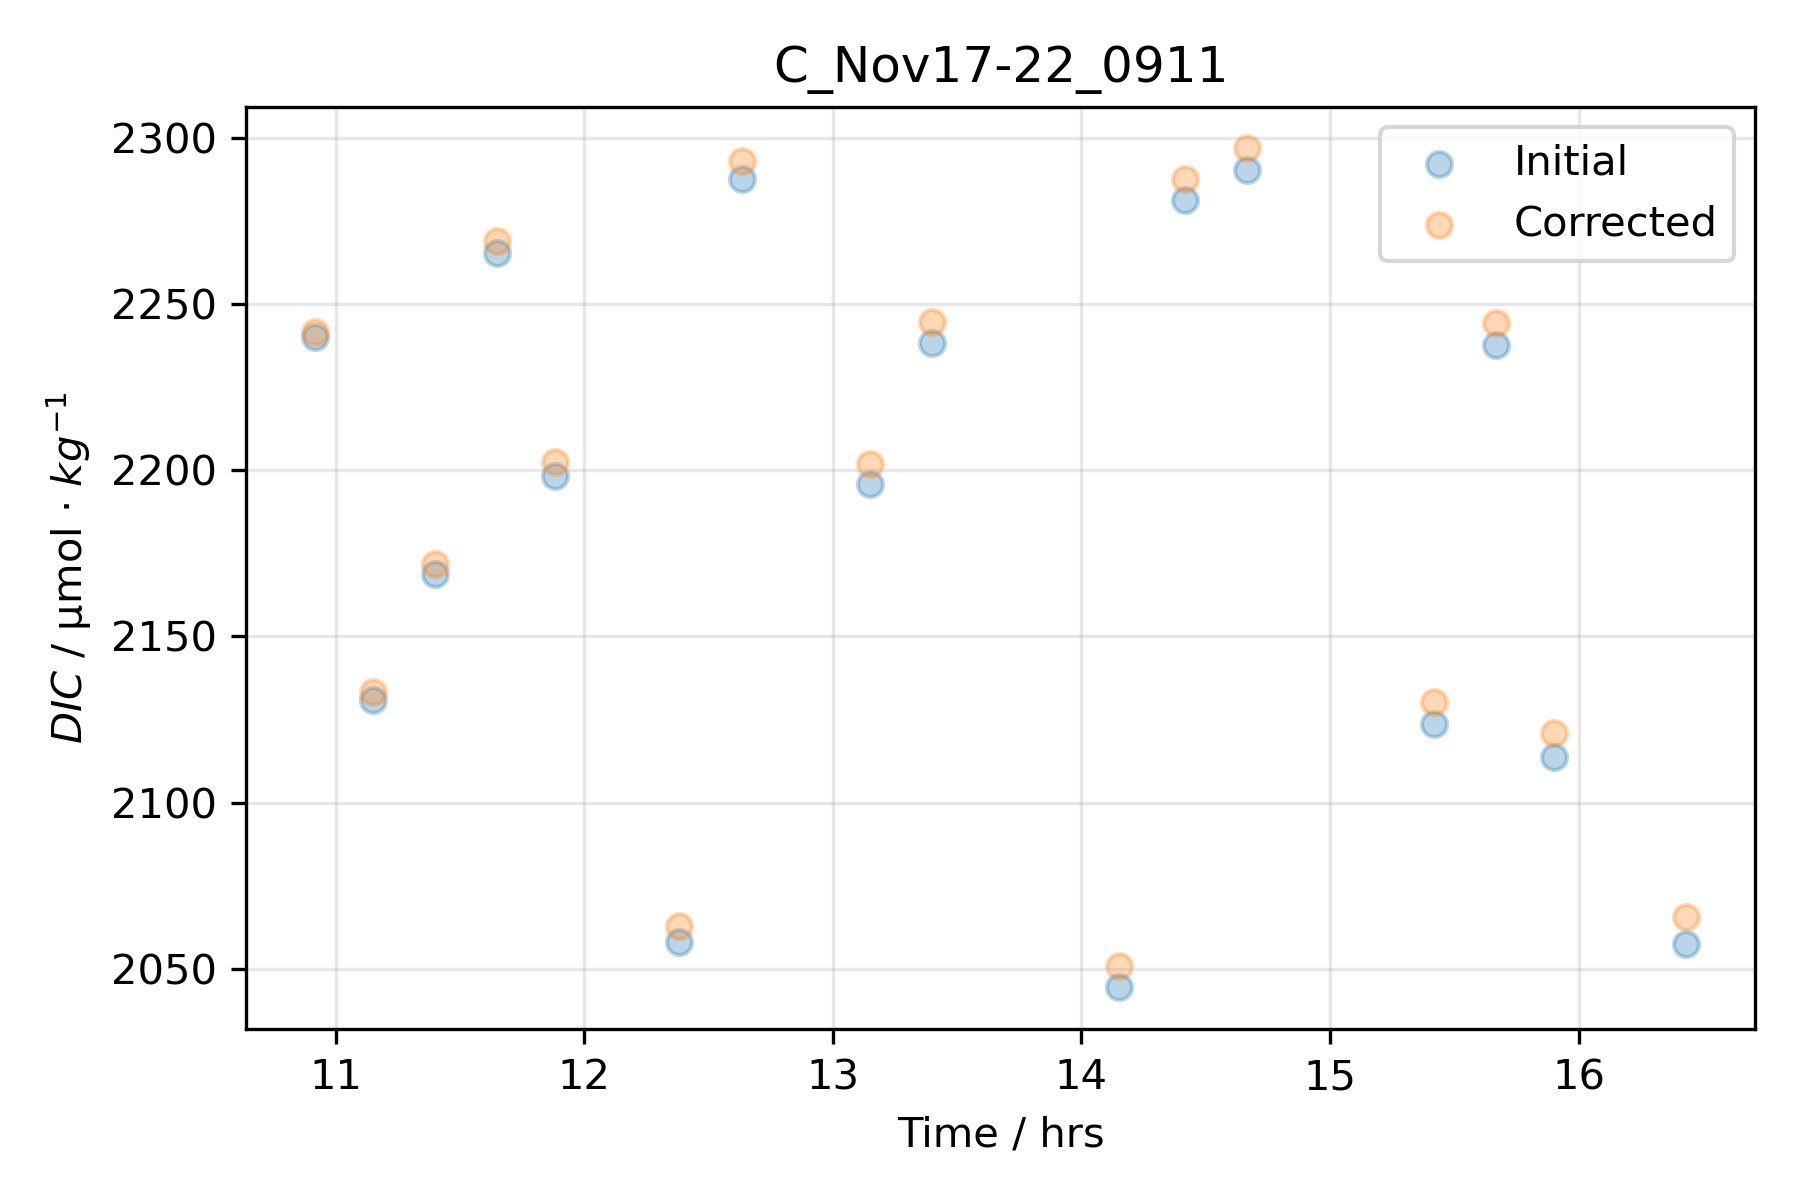 C_Nov17-22_0911
2300
2250
2200
2150
2100
2050
DIC / µmol · kg⁻¹
Initial
Corrected
11 12 13 14 15 16
Time / hrs